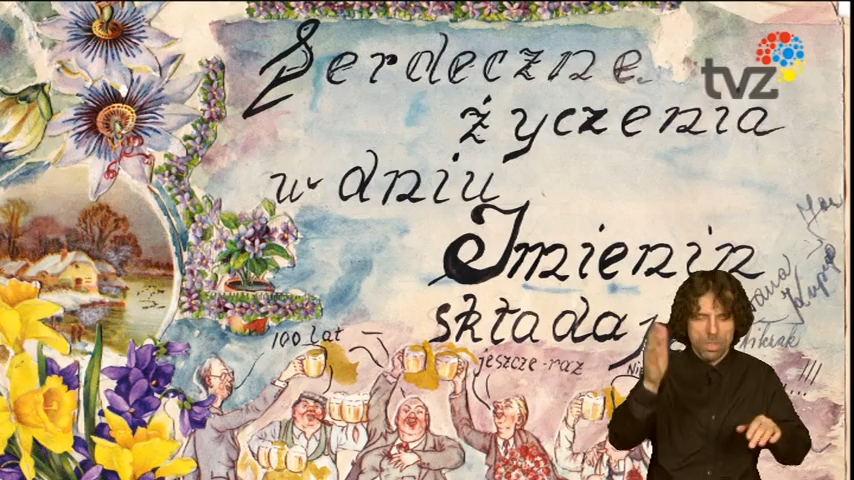 tvz
Serdeczne
życzenia
w dniu
Imienin
składa
100 lat –
jeszcze raz
!!!